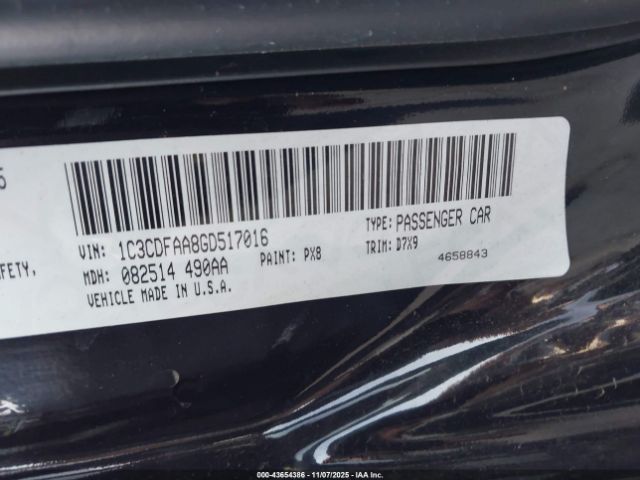 VIN: 1C3CDFAA8GD517016
TYPE: PASSENGER CAR
MDH: 082514 490AA
PAINT: PX8
TRIM: D7X9
VEHICLE MADE IN U.S.A.
4658843
000-43654386 - 11/07/2025 - IAA Inc.